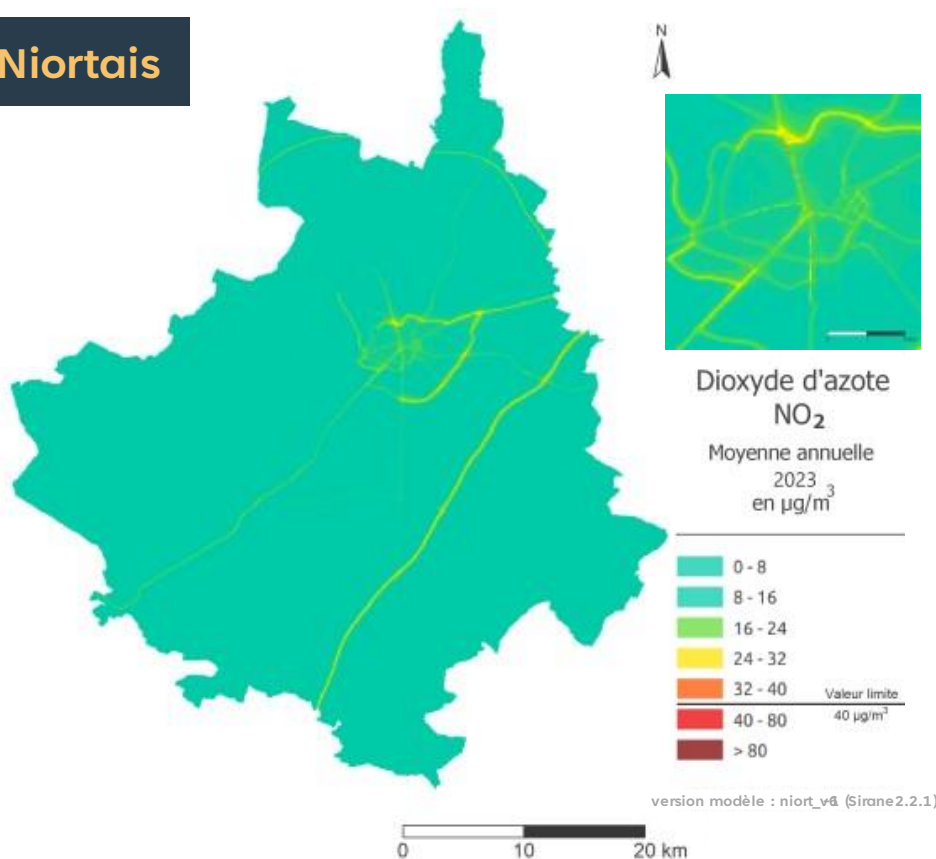 Niortais
N
Dioxyde d'azote
NO2
Moyenne annuelle
2023
en µg/m3
0 - 8
8 - 16
16 - 24
24 - 32
32 - 40
Valeur limite
40 µg/m3
40 - 80
> 80
version modèle : (Sirane2.2.1)
0 10 20 km